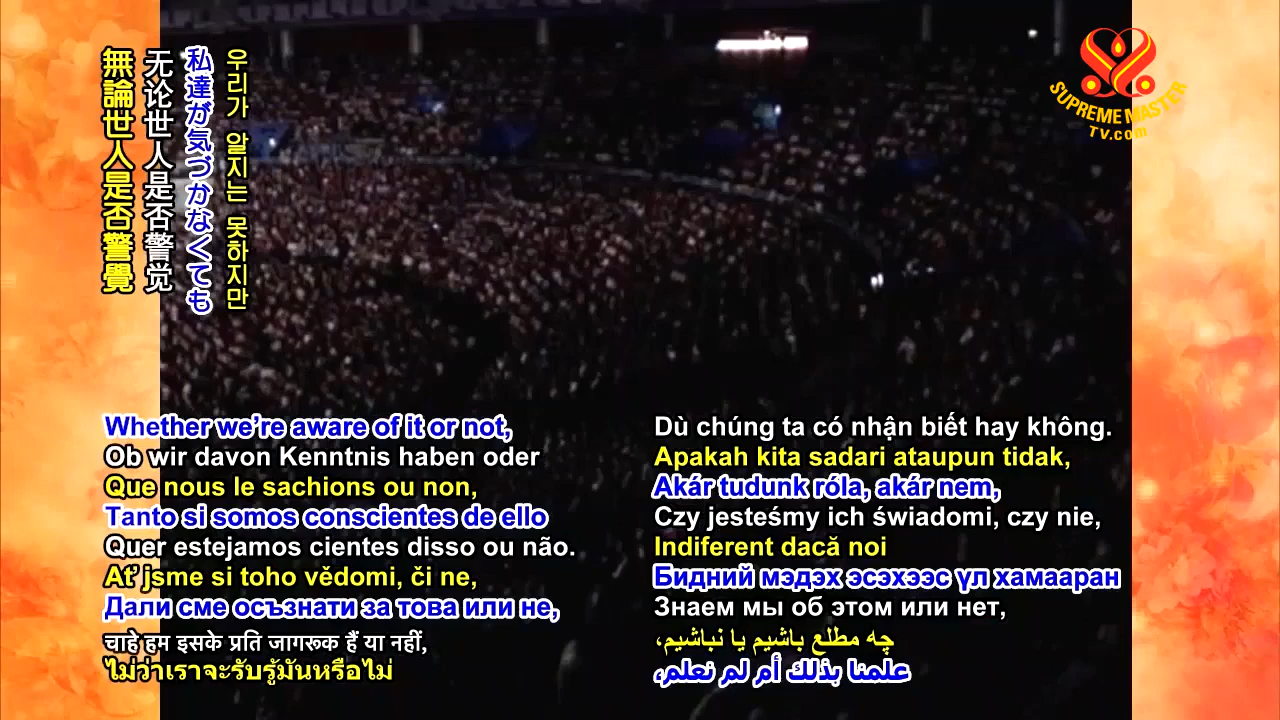 無論世人是否警覺
无论世人是否警觉
私達が気づかなくても
우리가 알지는 못하지만
SUPREME MASTER
TV.com
Whether we're aware of it or not,
Ob wir davon Kenntnis haben oder
Que nous le sachions ou non,
Tanto si somos conscientes de ello
Quer estejamos cientes disso ou não.
Ať jsme si toho vědomi, či ne,
Дали сме осъзнати за това или не,
चाहे हम इसके प्रति जागरूक हैं या नहीं,
ไม่ว่าเราจะรับรู้มันหรือไม่
Dù chúng ta có nhận biết hay không.
Apakah kita sadari ataupun tidak,
Akár tudunk róla, akár nem,
Czy jesteśmy ich świadomi, czy nie,
Indiferent dacă noi
Бидний мэдэх эсэхээс үл хамааран
Знаем мы об этом или нет,
چه مطلع باشیم یا نباشیم،
علمنا بذلك أم لم نعلم،